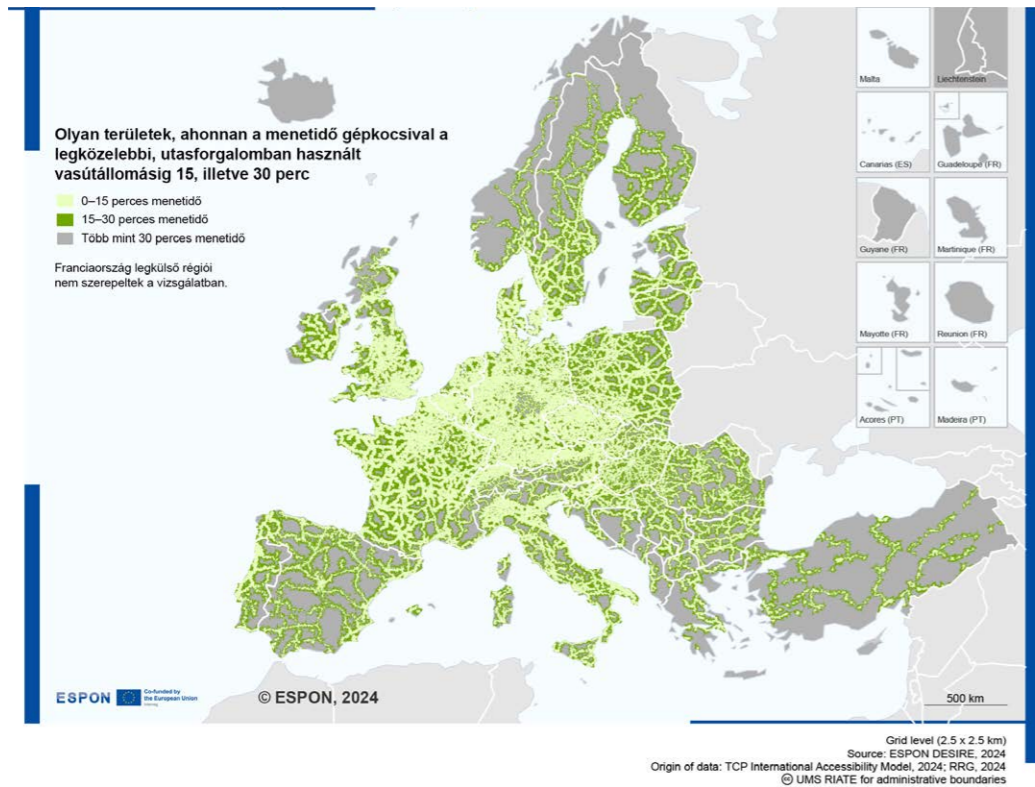 Olyan területek, ahonnan a menetidő gépkocsival a
legközelebbi, utasforgalomban használt
vasútállomásig 15, illetve 30 perc
0–15 perces menetidő
15–30 perces menetidő
Több mint 30 perces menetidő
Franciaország legkülső régiói
nem szerepeltek a vizsgálatban.
Malta
Liechtenstein
Canarias (ES)
Guadeloupe (FR)
Guyane (FR)
Martinique (FR)
Mayotte (FR)
Reunion (FR)
Acores (PT)
Madeira (PT)
ESPON
Co-funded by
the European Union
Interreg
© ESPON, 2024
500 km
Grid level (2.5 x 2.5 km)
Source: ESPON DESIRE, 2024
Origin of data: TCP International Accessibility Model, 2024; RRG, 2024
© UMS RIATE for administrative boundaries